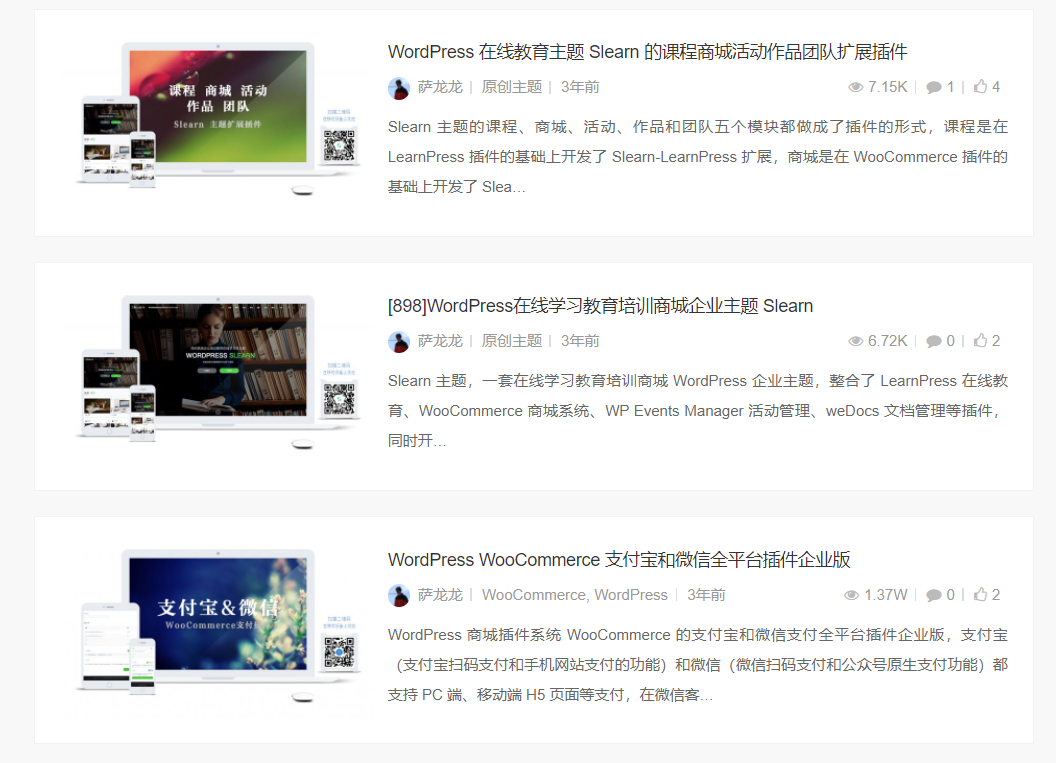 课程 商城 活动
作品 团队
Slearn 主题扩展插件
WordPress 在线教育主题 Slearn 的课程商城活动作品团队扩展插件
萨龙龙 | 原创主题 | 3年前 7.15K | 1 | 4
Slearn 主题的课程、商城、活动、作品和团队五个模块都做成了插件的形式，课程是在
LearnPress 插件的基础上开发了 Slearn-LearnPress 扩展，商城是在 WooCommerce 插件的
基础上开发了 Slea…
WORDPRESS SLEARN
[898]WordPress在线学习教育培训商城企业主题 Slearn
萨龙龙 | 原创主题 | 3年前 6.72K | 0 | 2
Slearn 主题，一套在线学习教育培训商城 WordPress 企业主题，整合了 LearnPress 在线教
育、WooCommerce 商城系统、WP Events Manager 活动管理、weDocs 文档管理等插件，
同时开…
支付宝&微信
WooCommerce支付
WordPress WooCommerce 支付宝和微信全平台插件企业版
萨龙龙 | WooCommerce, WordPress | 3年前 1.37W | 0 | 2
WordPress 商城插件系统 WooCommerce 的支付宝和微信支付全平台插件企业版，支付宝
（支付宝扫码支付和手机网站支付的功能）和微信（微信扫码支付和公众号原生支付功能）都
支持 PC 端、移动端 H5 页面等支付，在微信客…